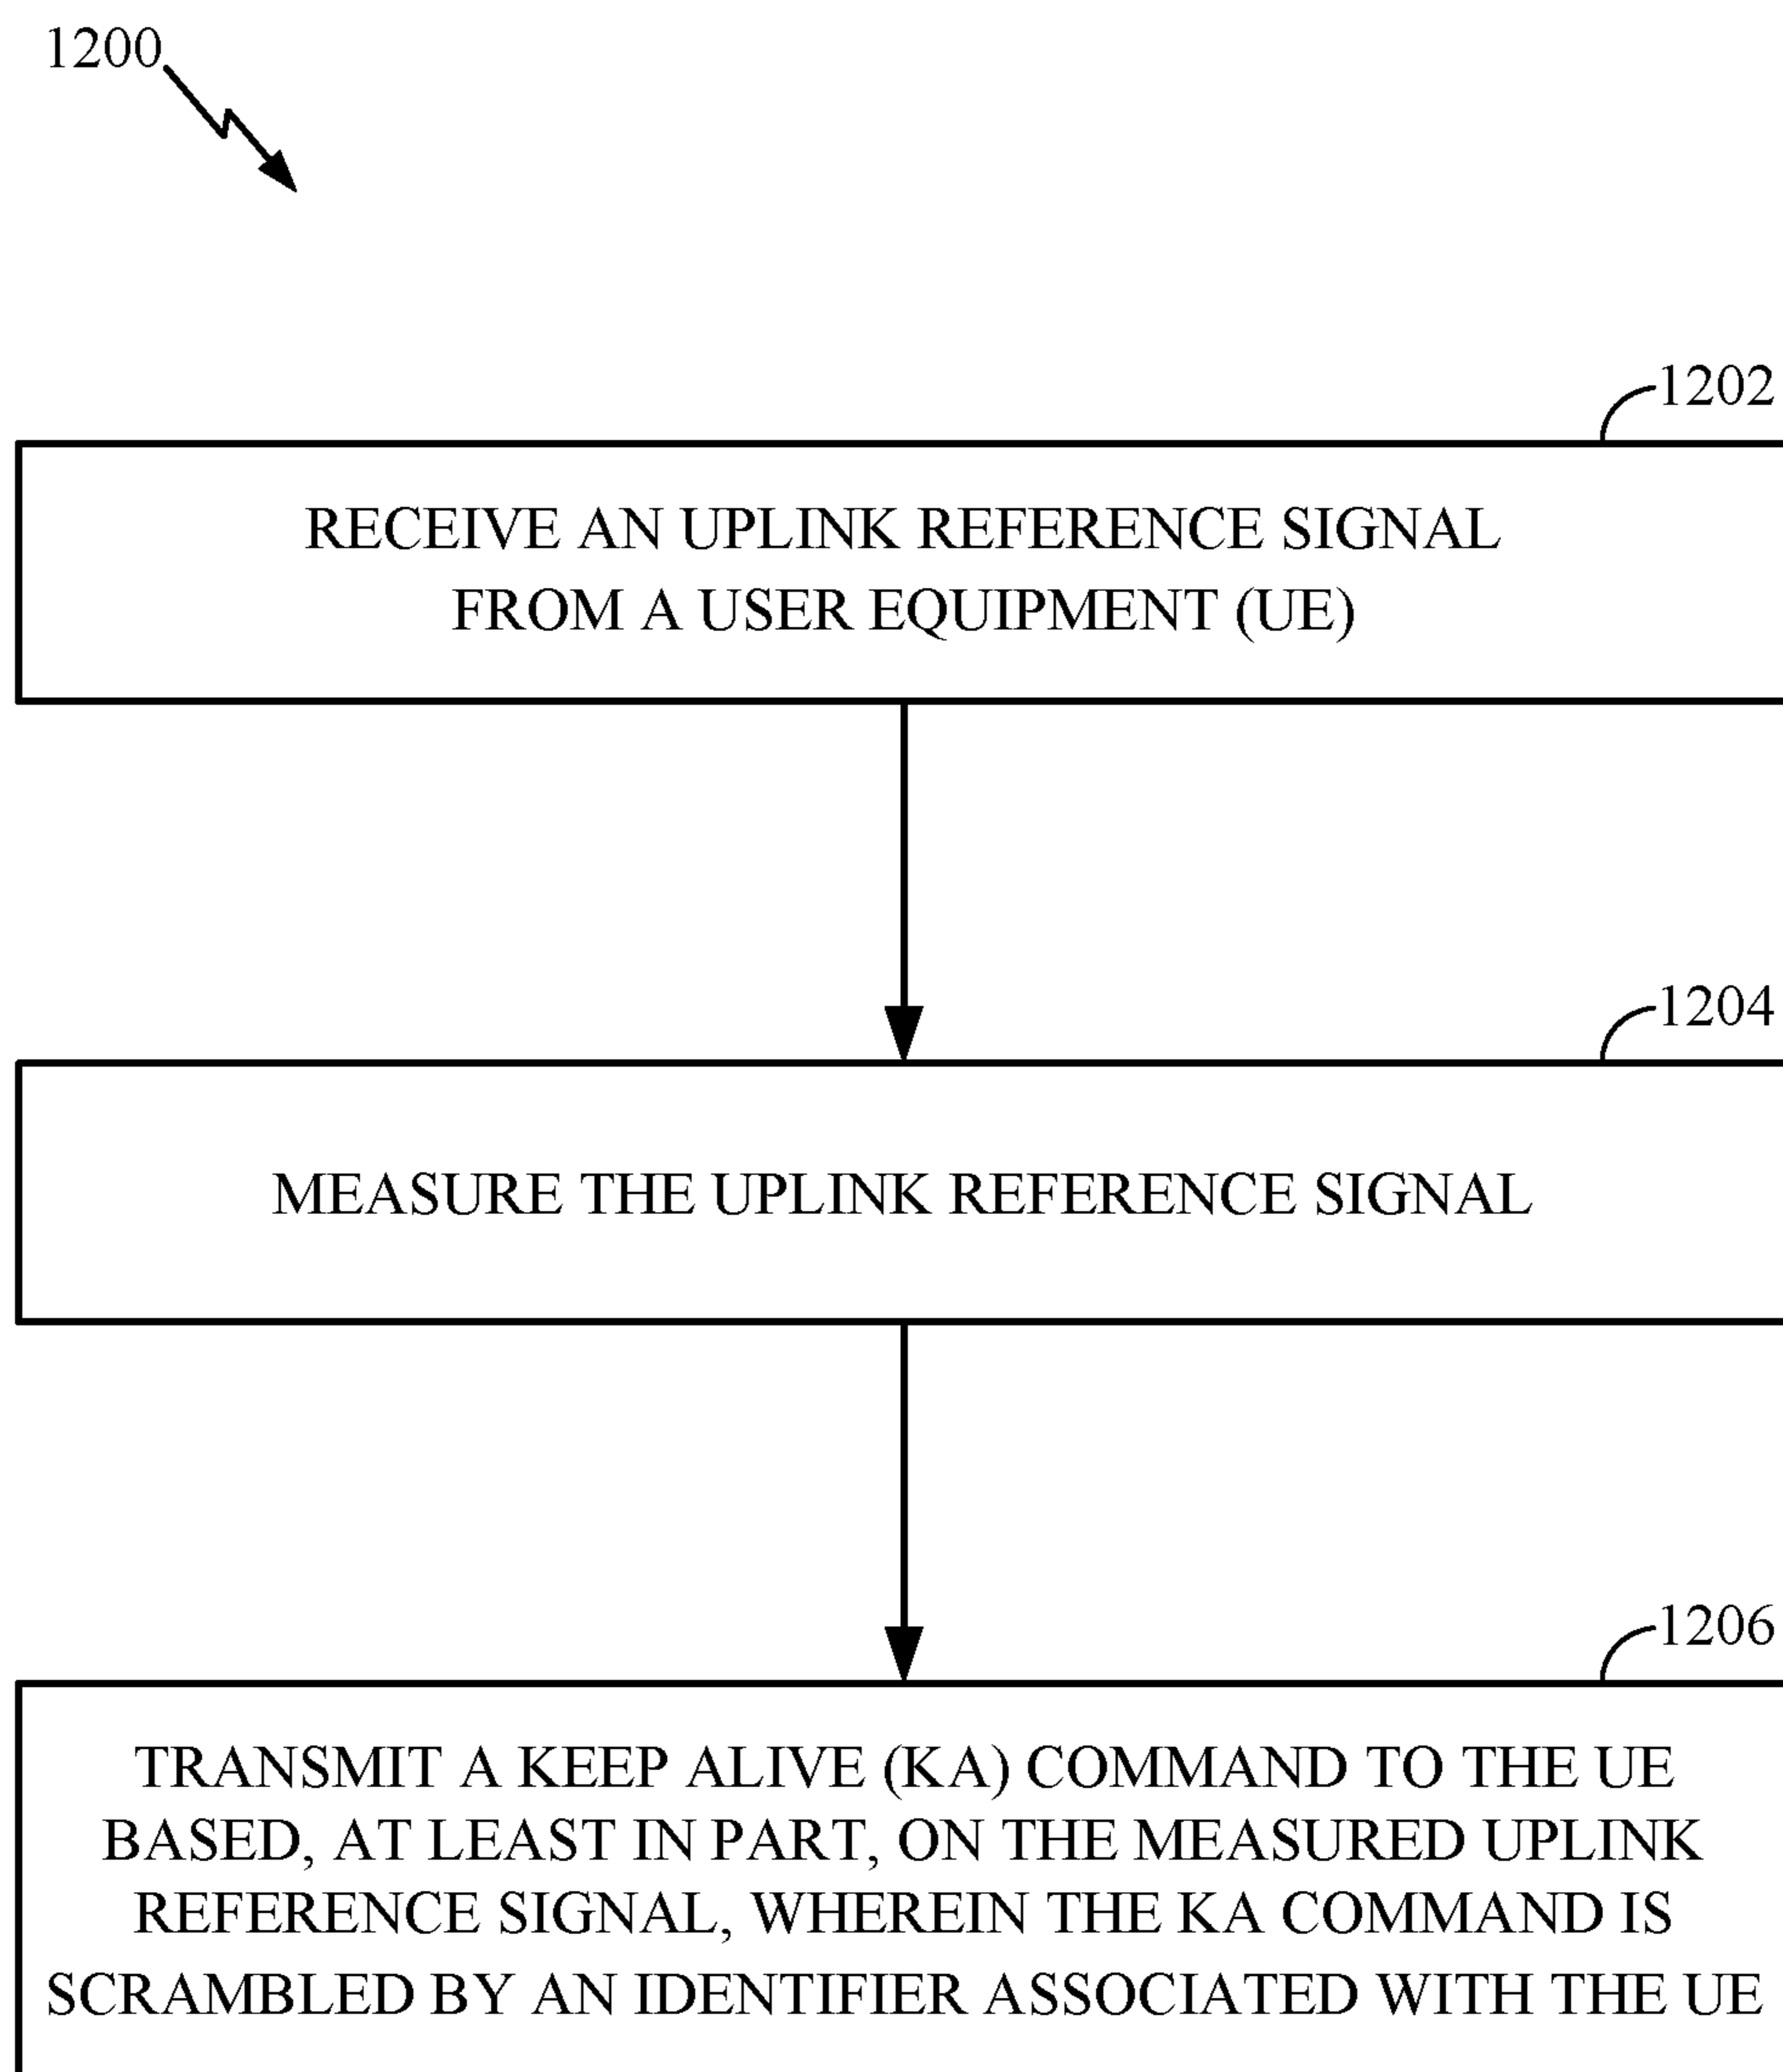 1200
1202
RECEIVE AN UPLINK REFERENCE SIGNAL
FROM A USER EQUIPMENT (UE)
1204
MEASURE THE UPLINK REFERENCE SIGNAL
1206
TRANSMIT A KEEP ALIVE (KA) COMMAND TO THE UE
BASED, AT LEAST IN PART, ON THE MEASURED UPLINK
REFERENCE SIGNAL, WHEREIN THE KA COMMAND IS
SCRAMBLED BY AN IDENTIFIER ASSOCIATED WITH THE UE